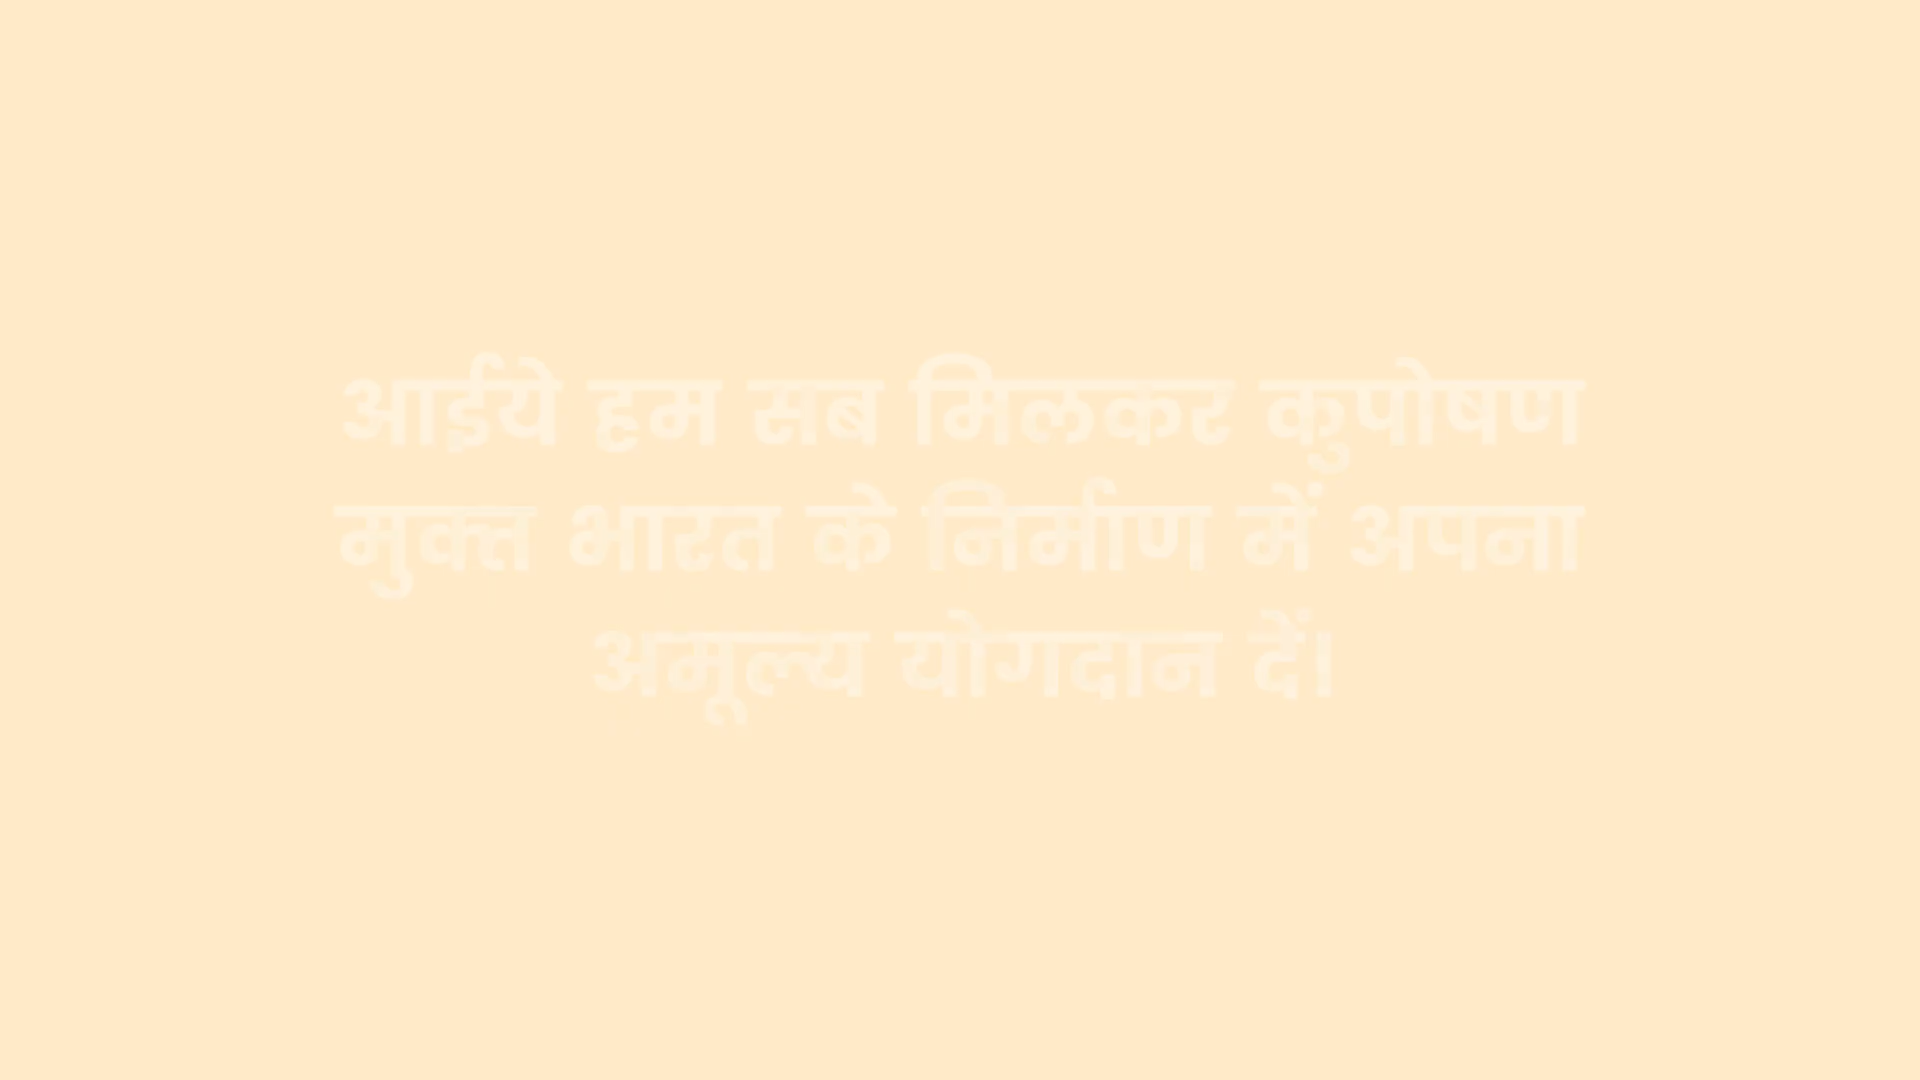 आईये हम सब मिलकर कुपोषण
मुक्त भारत के निर्माण में अपना
अमूल्य योगदान दें।